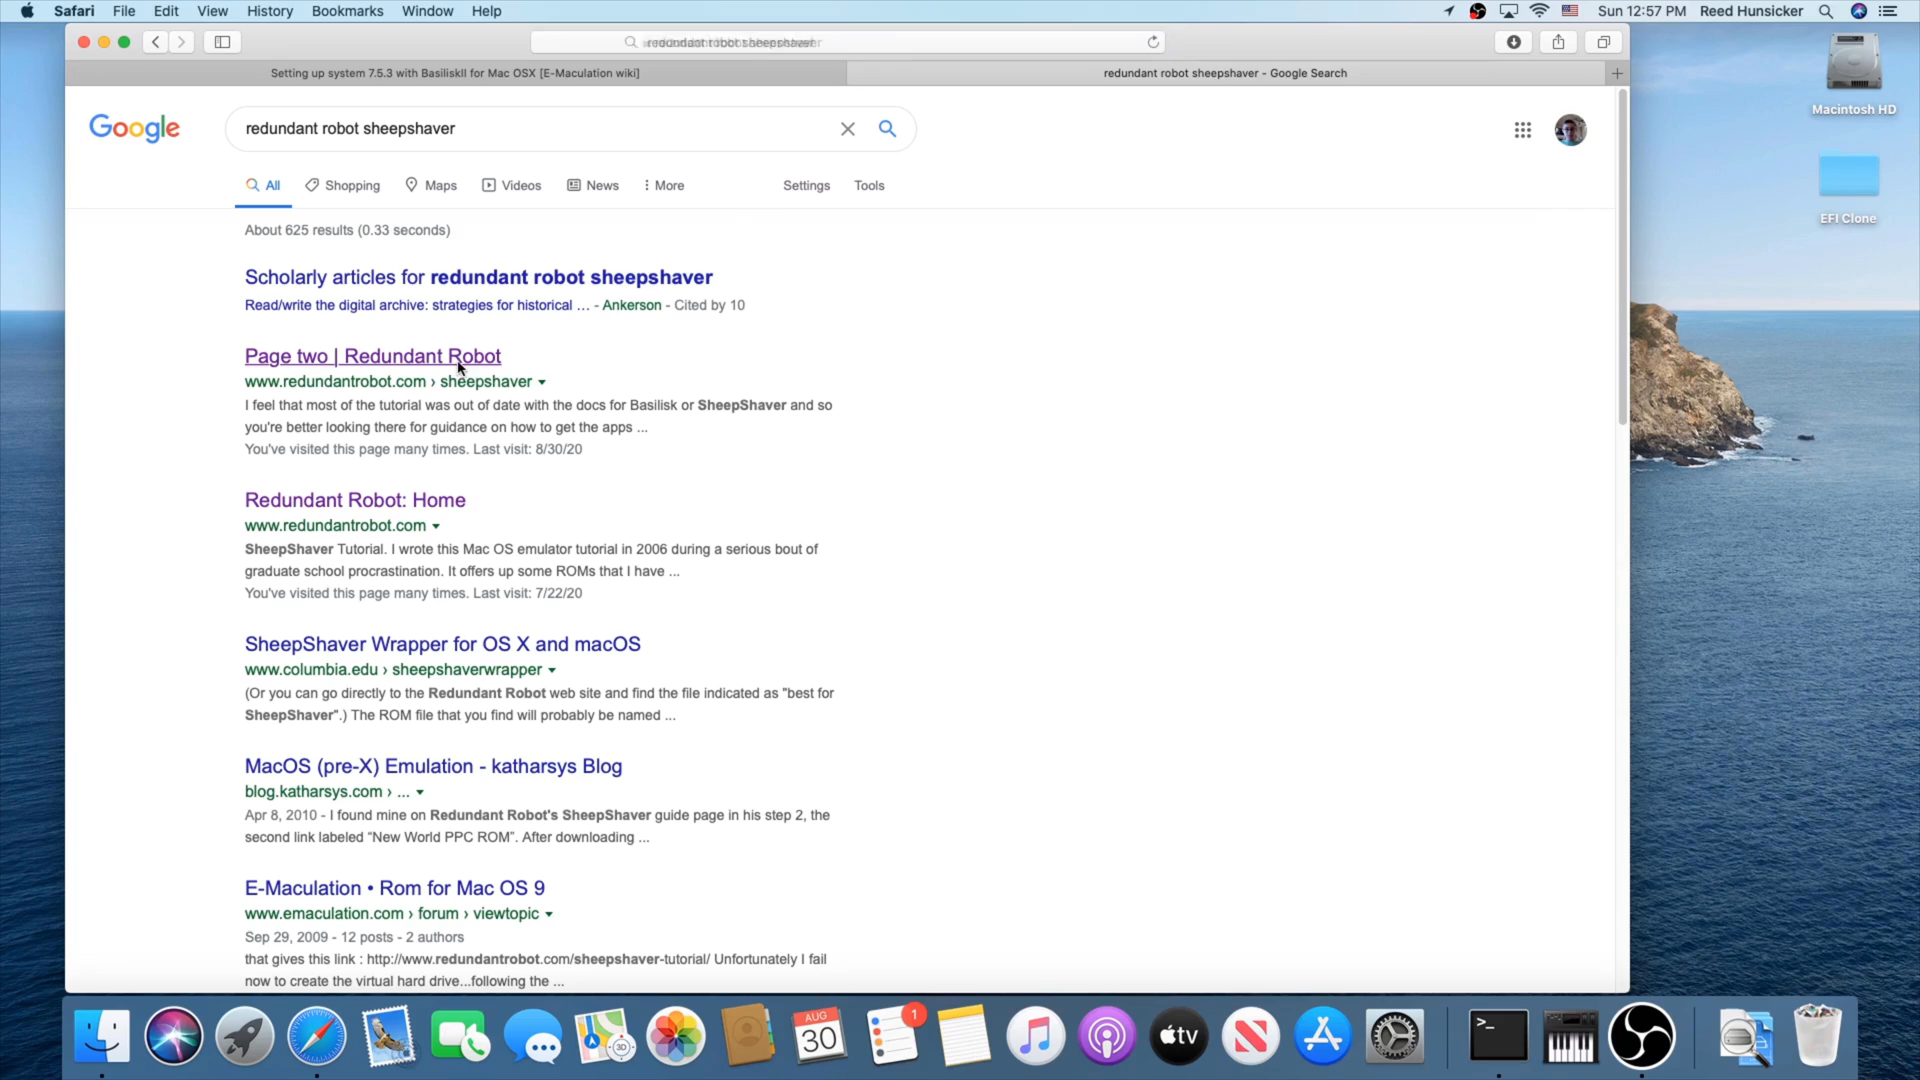 Safari File Edit View History Bookmarks Window Help
Sun 12:57 PM Reed Hunsicker
redundant robot sheepshaver
Setting up system 7.5.3 with BasiliskII for Mac OSX [E-Maculation wiki]
redundant robot sheepshaver - Google Search
Macintosh HD
EFI Clone
Google
redundant robot sheepshaver
All Shopping Maps Videos News More Settings Tools
About 625 results (0.33 seconds)
Scholarly articles for redundant robot sheepshaver
Read/write the digital archive: strategies for historical … - Ankerson - Cited by 10
Page two | Redundant Robot
www.redundantrobot.com › sheepshaver
I feel that most of the tutorial was out of date with the docs for Basilisk or SheepShaver and so
you're better looking there for guidance on how to get the apps ...
You've visited this page many times. Last visit: 8/30/20
Redundant Robot: Home
www.redundantrobot.com
SheepShaver Tutorial. I wrote this Mac OS emulator tutorial in 2006 during a serious bout of
graduate school procrastination. It offers up some ROMs that I have ...
You've visited this page many times. Last visit: 7/22/20
SheepShaver Wrapper for OS X and macOS
www.columbia.edu › sheepshaverwrapper
(Or you can go directly to the Redundant Robot web site and find the file indicated as "best for
SheepShaver".) The ROM file that you find will probably be named ...
MacOS (pre-X) Emulation - katharsys Blog
blog.katharsys.com › ...
Apr 8, 2010 - I found mine on Redundant Robot's SheepShaver guide page in his step 2, the
second link labeled “New World PPC ROM”. After downloading ...
E-Maculation • Rom for Mac OS 9
www.emaculation.com › forum › viewtopic
Sep 29, 2009 - 12 posts - 2 authors
that gives this link : http://www.redundantrobot.com/sheepshaver-tutorial/ Unfortunately I fail
now to create the virtual hard drive...following the ...
3D
AUG
30
1
tv
>_